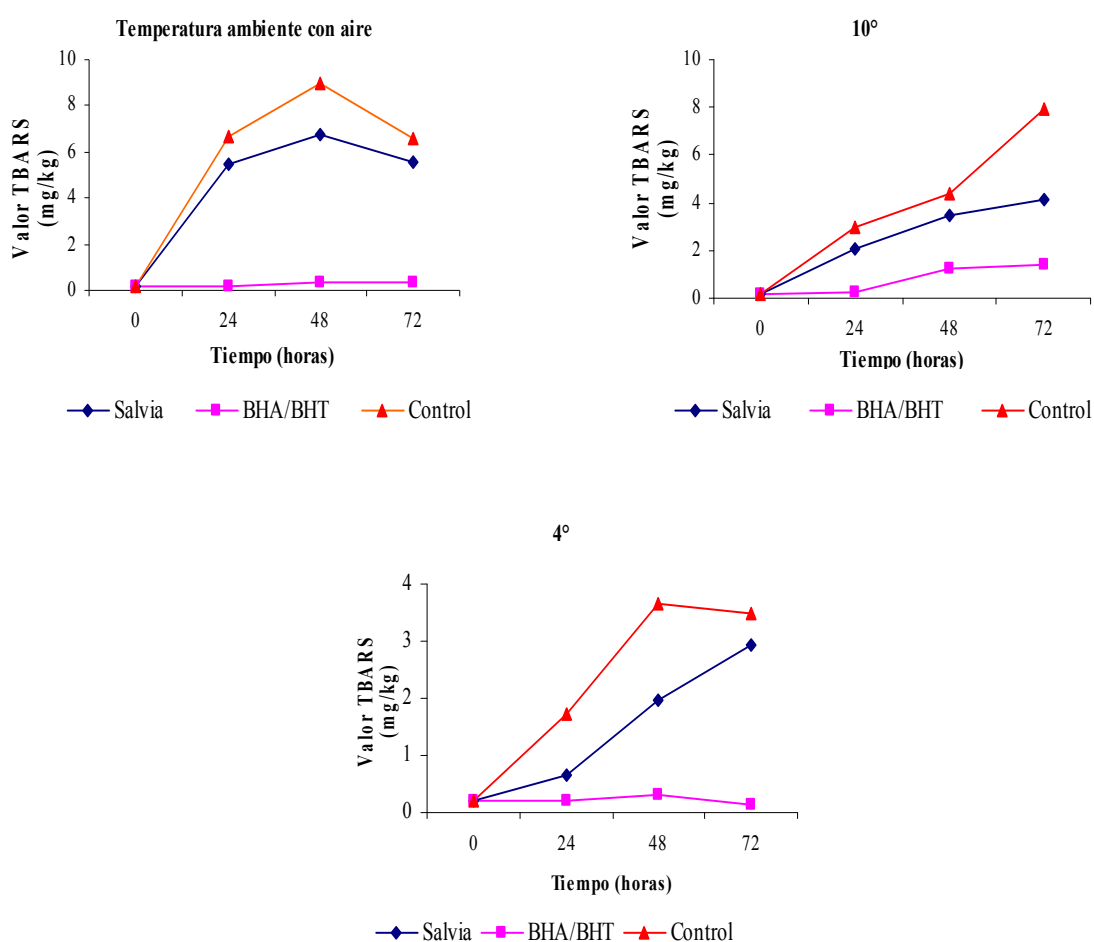 Temperatura ambiente con aire
Valor TBARS
(mg/kg)
10
8
6
4
2
0
0 24 48 72
Tiempo (horas)
Salvia BHA/BHT Control
10°
Valor TBARS
(mg/kg)
10
8
6
4
2
0
0 24 48 72
Tiempo (horas)
Salvia BHA/BHT Control
4°
Valor TBARS
(mg/kg)
4
3
2
1
0
0 24 48 72
Tiempo (horas)
Salvia BHA/BHT Control